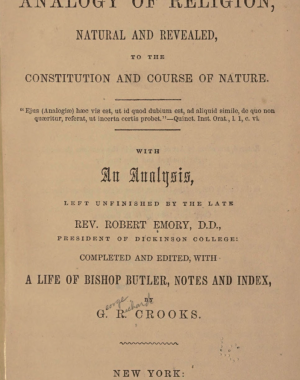 ANALOGY OF RELIGION,
NATURAL AND REVEALED,
TO THE
CONSTITUTION AND COURSE OF NATURE.
"Ejus (Analogiæ) hæc vis est, ut id quod dubium est, ad aliquid simile, de quo non
quæritur, referat, ut incerta certis probet."—Quinct. Inst. Orat., l. I, c. vi.
WITH
An Analysis,
LEFT UNFINISHED BY THE LATE
REV. ROBERT EMORY, D.D.,
PRESIDENT OF DICKINSON COLLEGE:
COMPLETED AND EDITED, WITH
A LIFE OF BISHOP BUTLER, NOTES AND INDEX,
BY
George Richard
G. R. CROOKS.
NEW YORK: